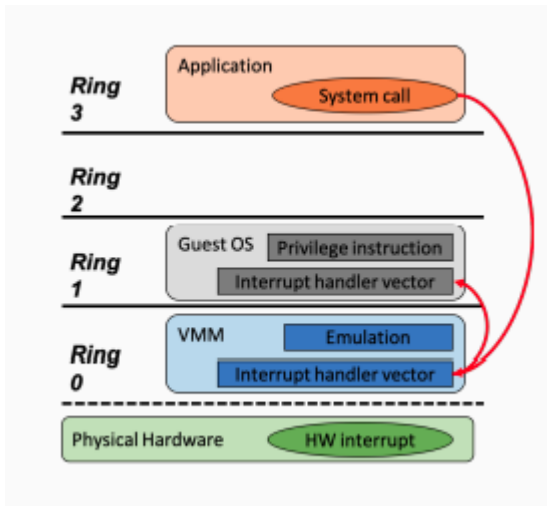 Application
System call
Ring
3
Ring
2
Guest OS
Privilege instruction
Ring
1
Interrupt handler vector
VMM
Emulation
Ring
0
Interrupt handler vector
Physical Hardware
HW interrupt